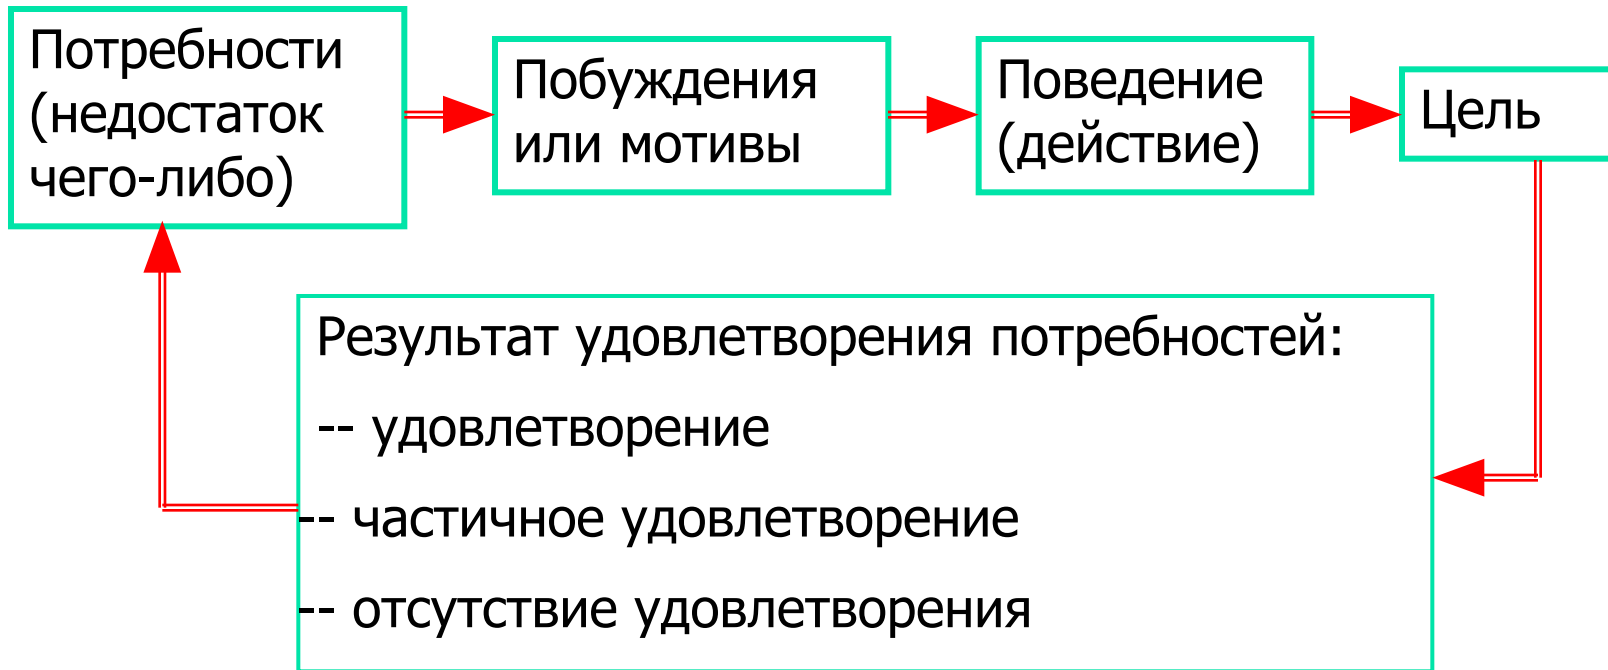 Потребности
(недостаток
чего-либо)
Побуждения
или мотивы
Поведение
(действие)
Цель
Результат удовлетворения потребностей:
-- удовлетворение
-- частичное удовлетворение
-- отсутствие удовлетворения